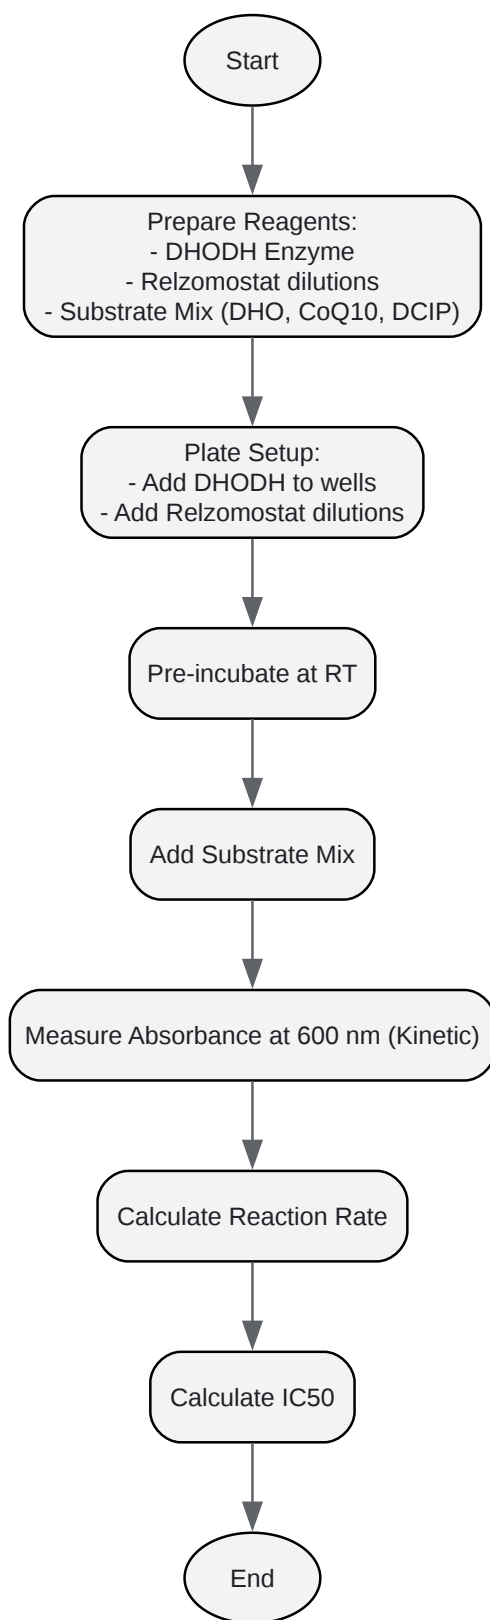 Start
Prepare Reagents:
- DHODH Enzyme
- Relzomostat dilutions
- Substrate Mix (DHO, CoQ10, DCIP)
Plate Setup:
- Add DHODH to wells
- Add Relzomostat dilutions
Pre-incubate at RT
Add Substrate Mix
Measure Absorbance at 600 nm (Kinetic)
Calculate Reaction Rate
Calculate IC50
End